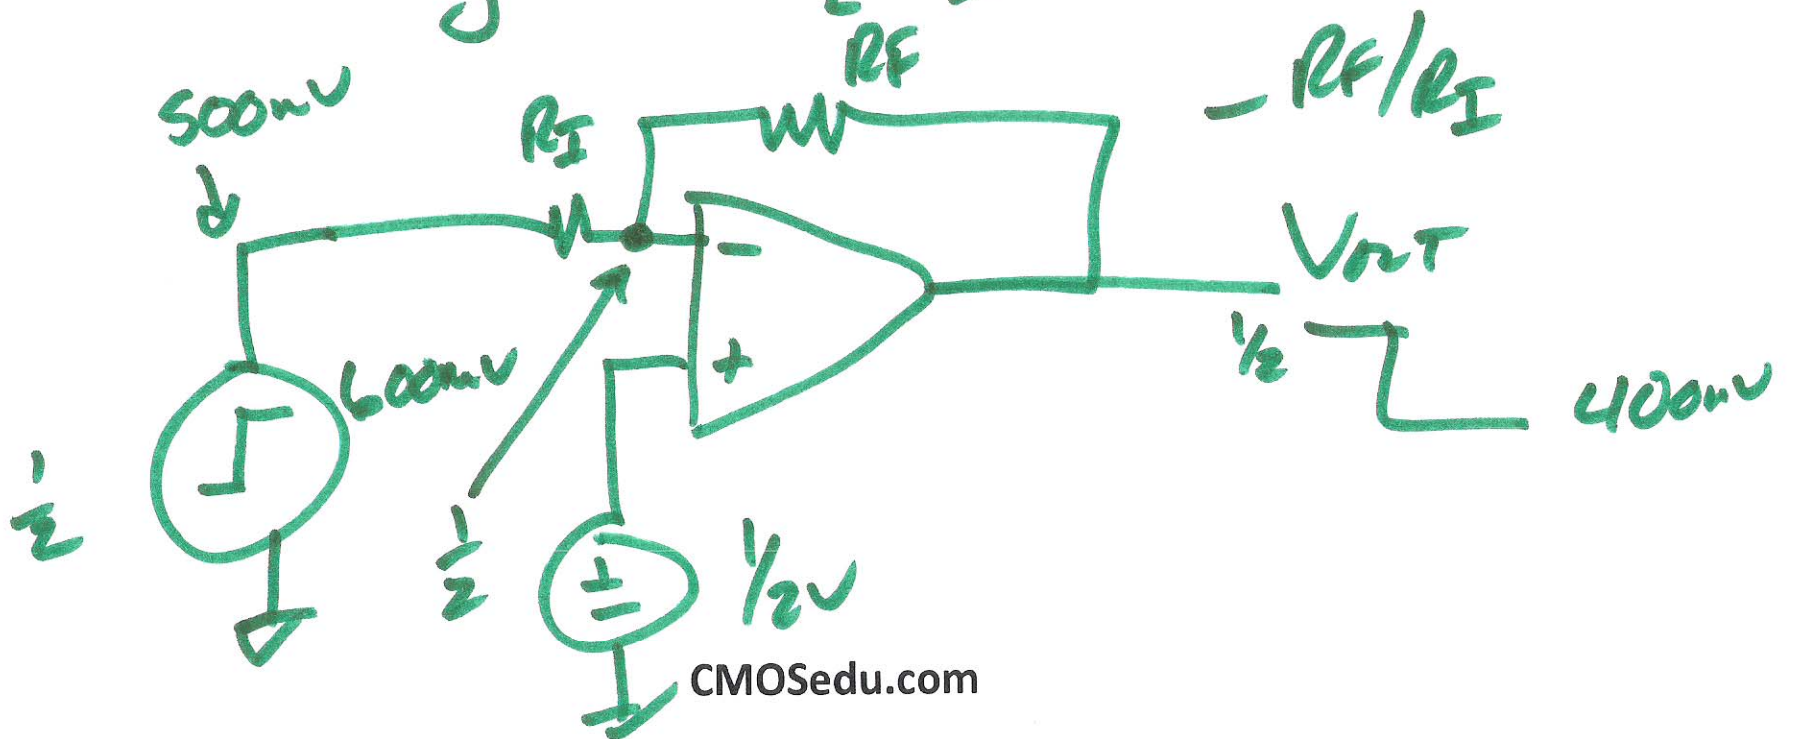 RF
-RF/RI
500mV
RI
-
VOUT
600mV
+
1/2
400mV
1/2
1/2
1/2V
+
-
CMOSedu.com